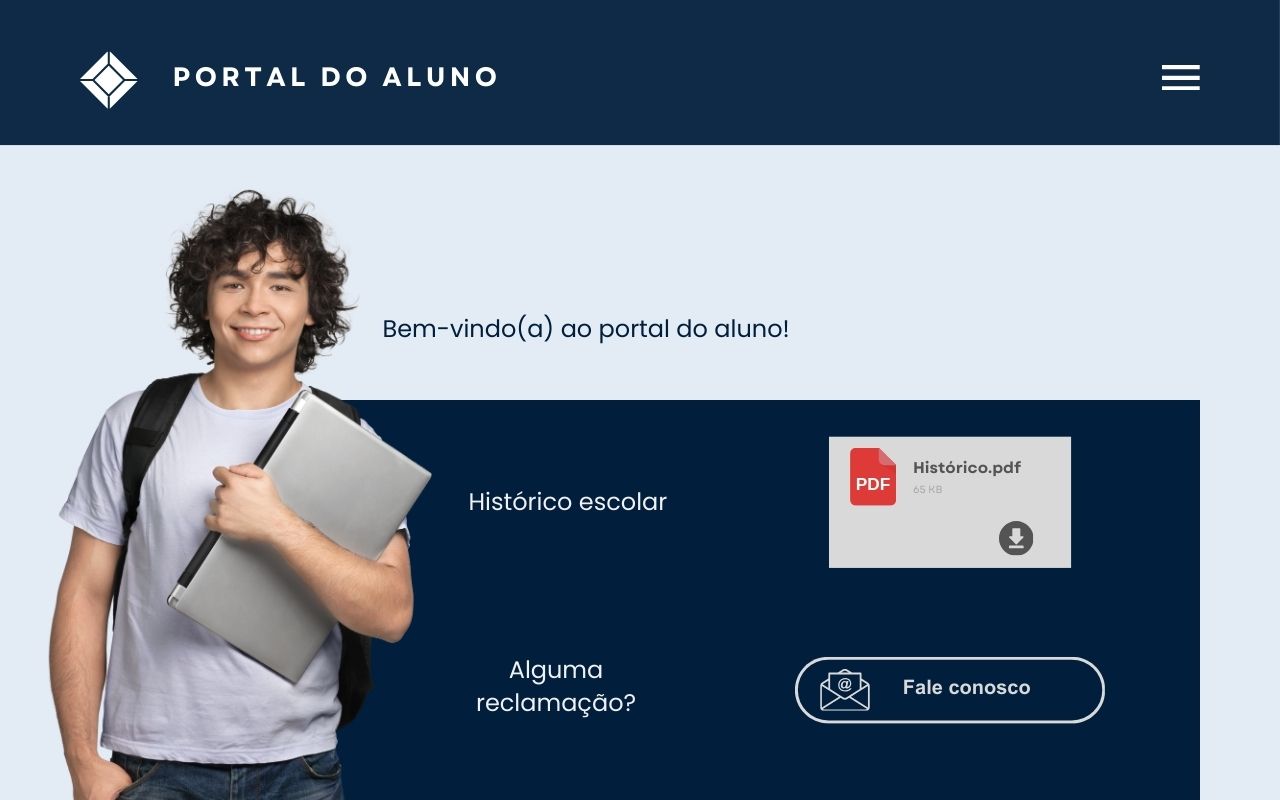 PORTAL DO ALUNO
Bem-vindo(a) ao portal do aluno!
Histórico escolar
PDF
Histórico.pdf
65 KB
Alguma
reclamação?
@
Fale conosco